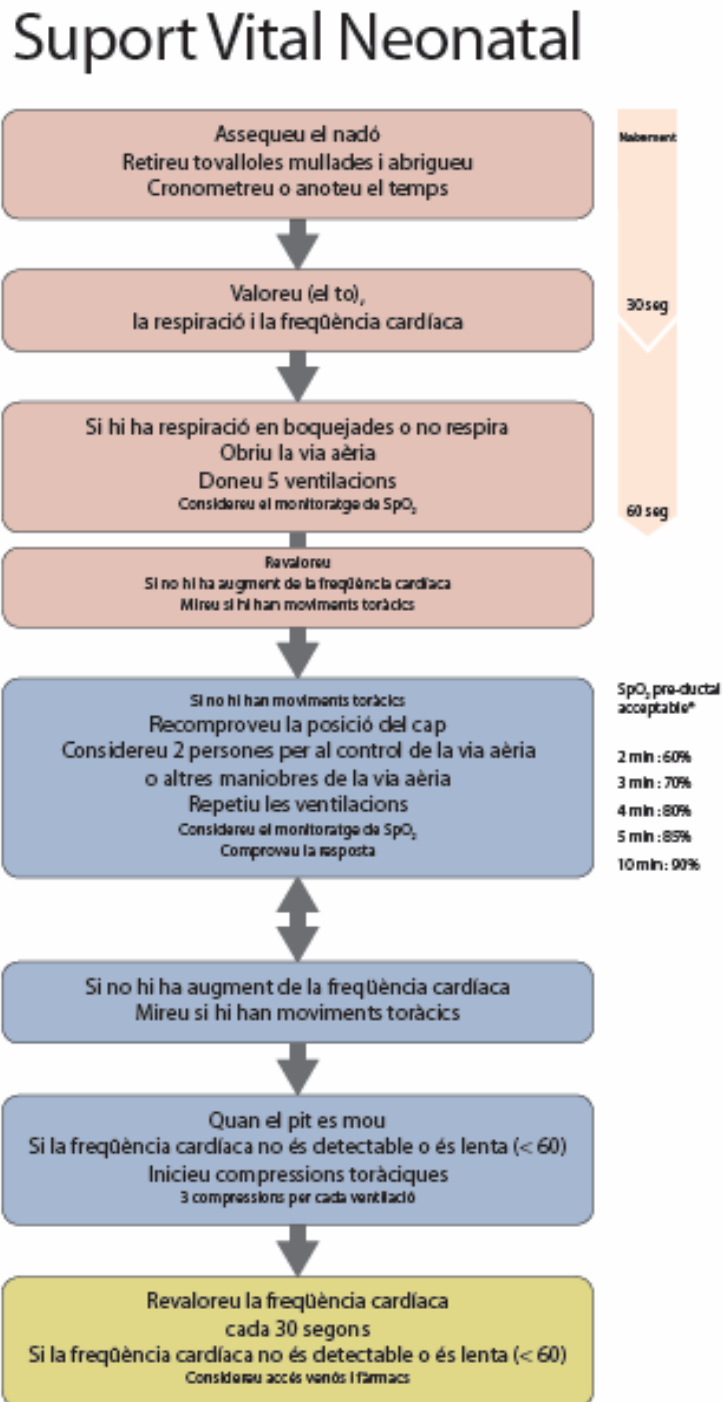 Suport Vital Neonatal
Assequeu el nadó
Retireu tovalloles mullades i abrigueu
Cronometreu o anoteu el temps
Naixement
Valoreu (el to),
la respiració i la freqüència cardíaca
30 seg
Si hi ha respiració en boquejades o no respira
Obriu la via aèria
Doneu 5 ventilacions
Considereu el monitoratge de SpO₂
60 seg
Revaloreu
Si no hi ha augment de la freqüència cardíaca
Mireu si hi han moviments toràcics
Si no hi han moviments toràcics
Recomproveu la posició del cap
Considereu 2 persones per al control de la via aèria
o altres maniobres de la via aèria
Repetiu les ventilacions
Considereu el monitoratge de SpO₂
Comproveu la resposta
SpO₂ pre-ductal
acceptable*
2 min : 60%
3 min : 70%
4 min : 80%
5 min : 85%
10 min : 90%
Si no hi ha augment de la freqüència cardíaca
Mireu si hi han moviments toràcics
Quan el pit es mou
Si la freqüència cardíaca no és detectable o és lenta (< 60)
Inicieu compressions toràciques
3 compressions per cada ventilació
Revaloreu la freqüència cardíaca
cada 30 segons
Si la freqüència cardíaca no és detectable o és lenta (< 60)
Considereu accés venós i fàrmacs